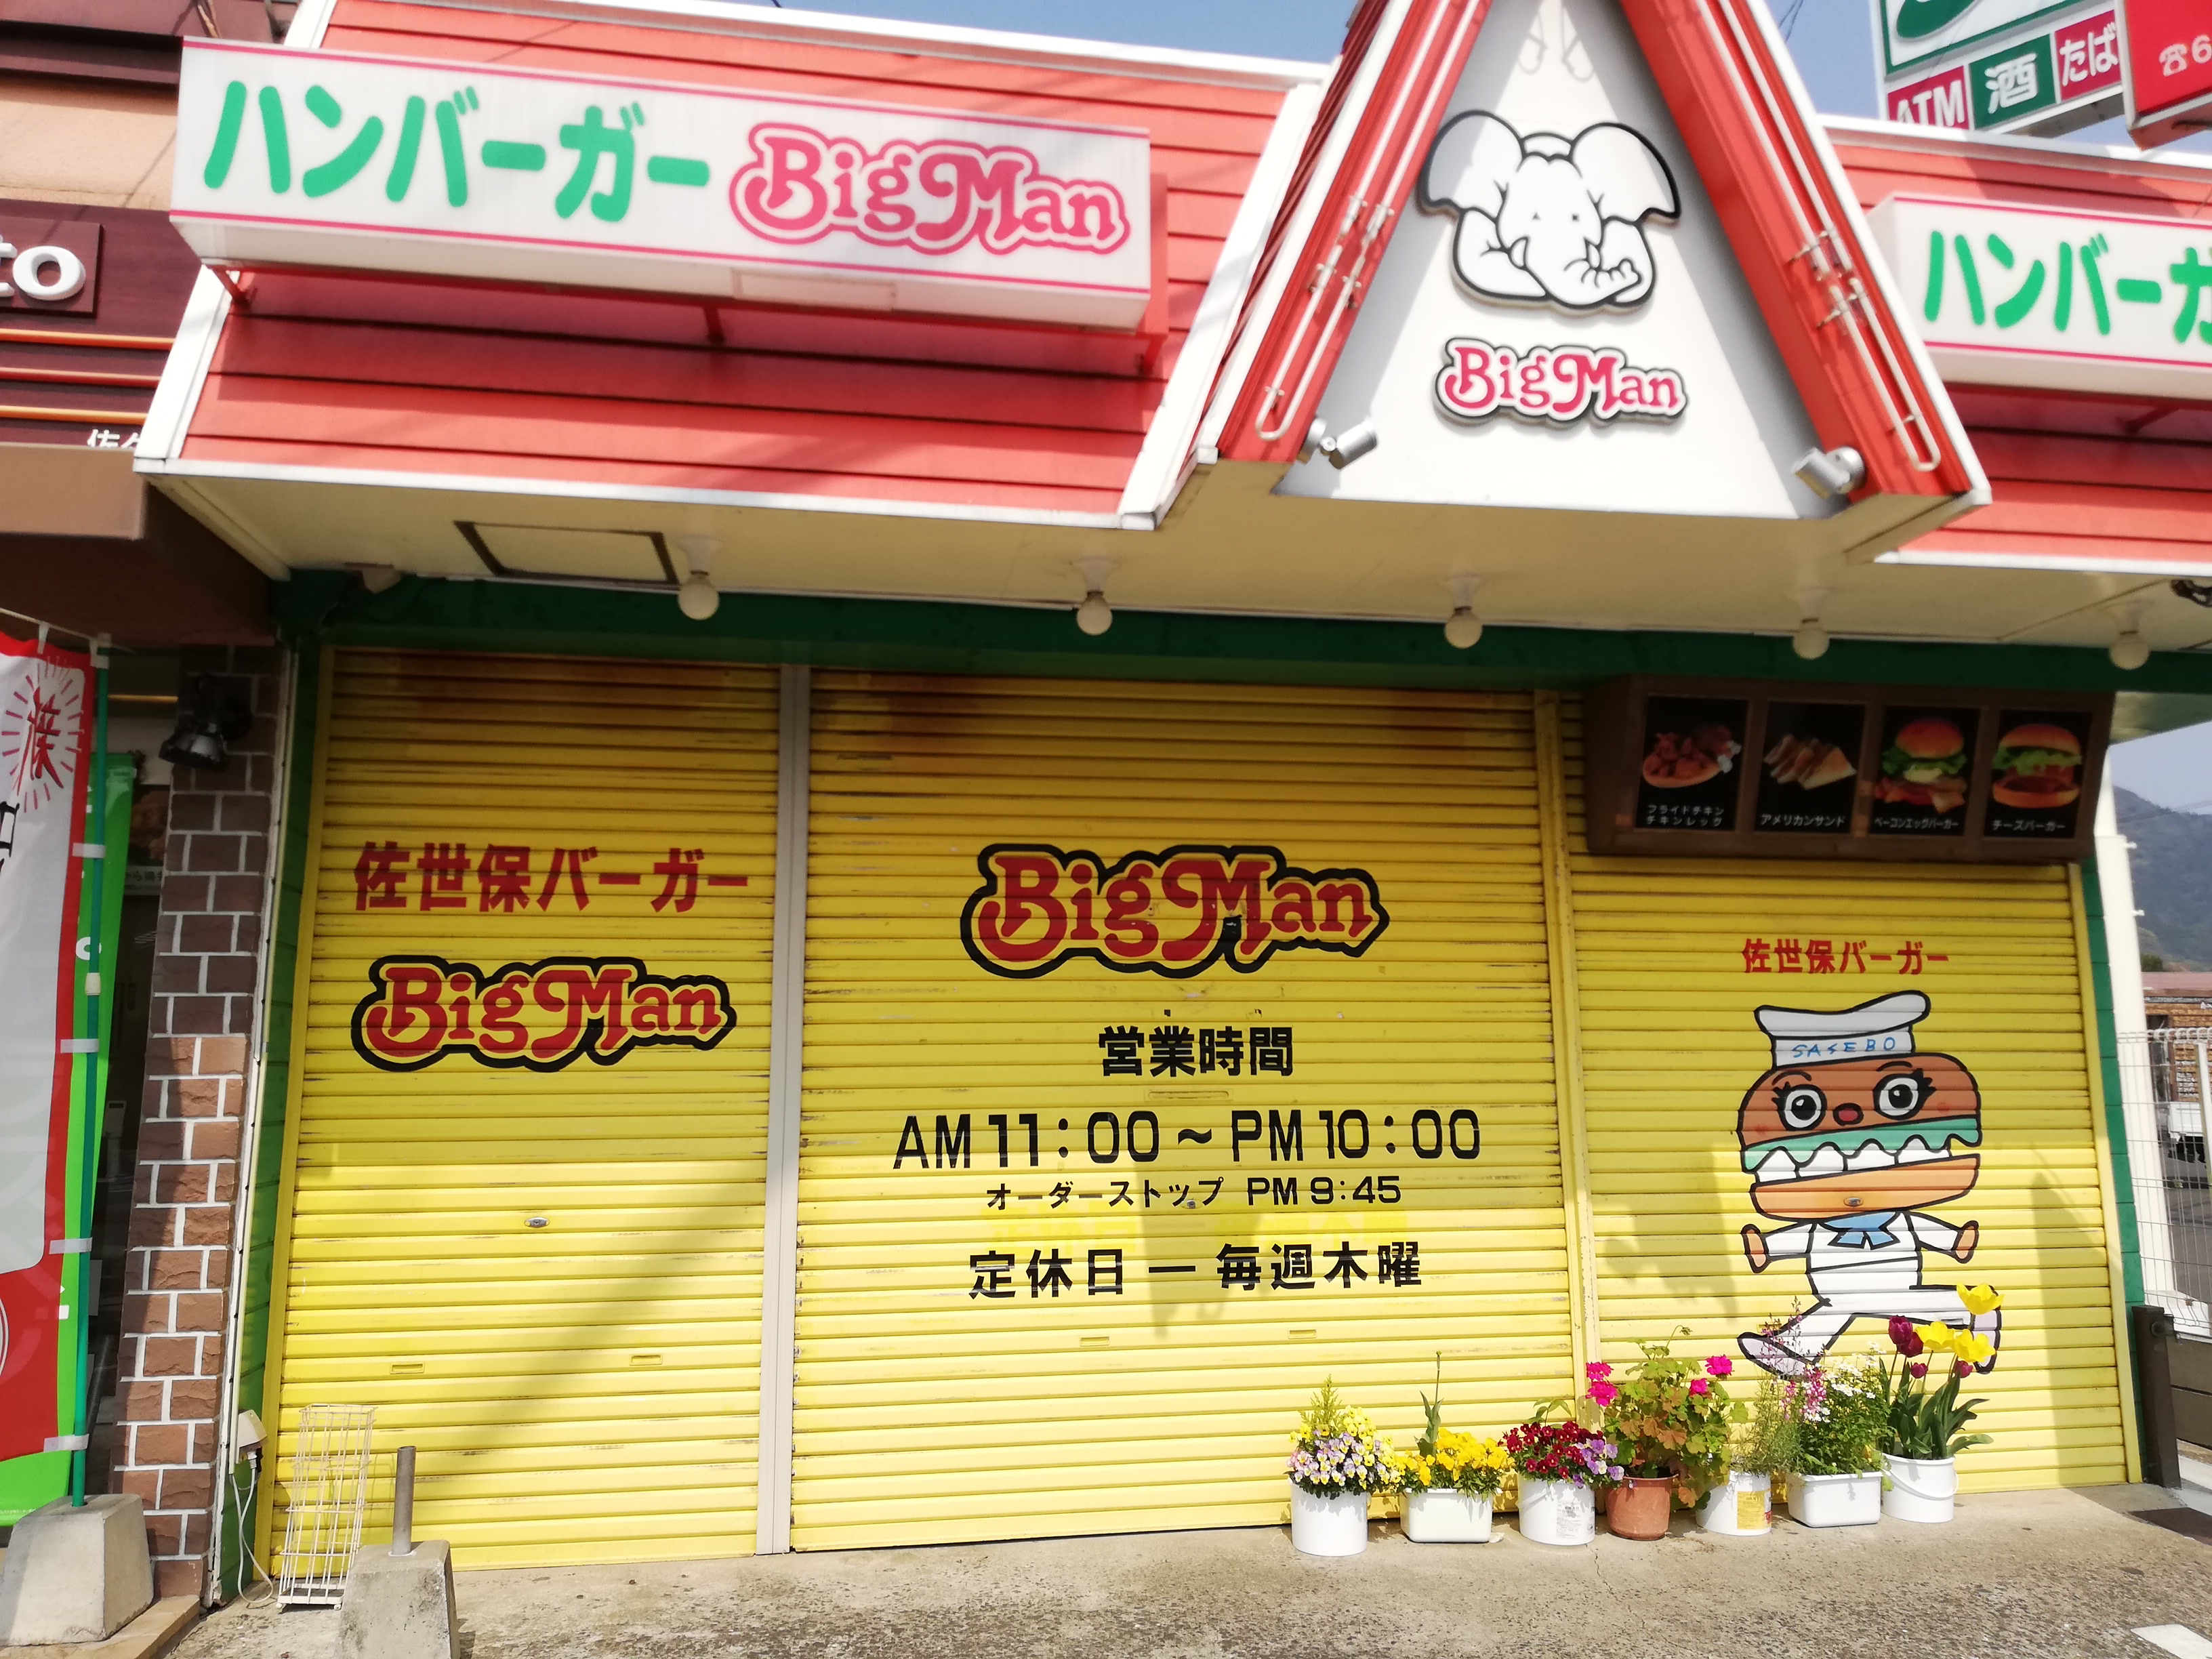 ハンバーガー BigMan
BigMan
ハンバーガ
ATM 酒 たば
☎6
to
佐世保バーガー
BigMan
BigMan
営業時間
AM 11:00 ~ PM 10:00
オーダーストップ PM 9:45
定休日 ー 毎週木曜
フライドチキン
チキンレッグ
アメリカンサンド
ベーコンエッグバーガー
チーズバーガー
佐世保バーガー
SASEBO